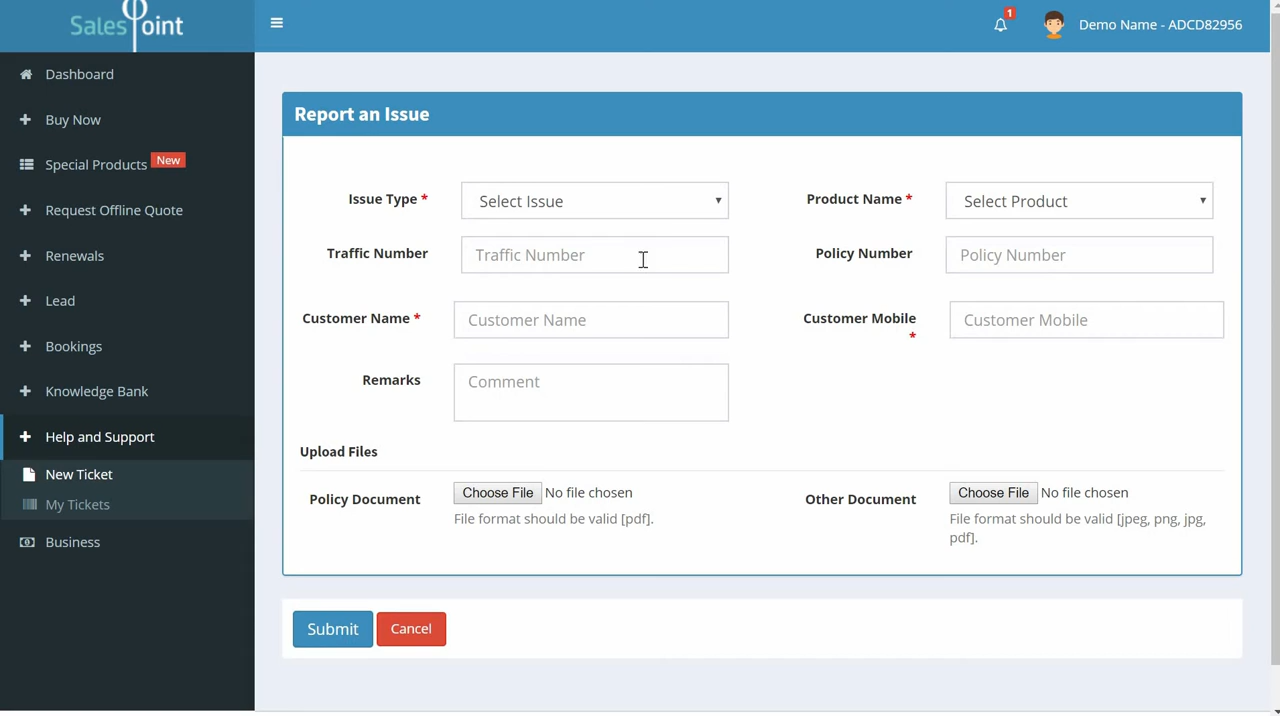 SalesPoint
1
Demo Name - ADCD82956
Dashboard
Buy Now
Special Products New
Request Offline Quote
Renewals
Lead
Bookings
Knowledge Bank
Help and Support
New Ticket
My Tickets
Business
Report an Issue
Issue Type * Select Issue
Product Name * Select Product
Traffic Number Traffic Number
Policy Number Policy Number
Customer Name * Customer Name
Customer Mobile * Customer Mobile
Remarks Comment
Upload Files
Policy Document Choose File No file chosen
File format should be valid [pdf].
Other Document Choose File No file chosen
File format should be valid [jpeg, png, jpg,
pdf].
Submit Cancel